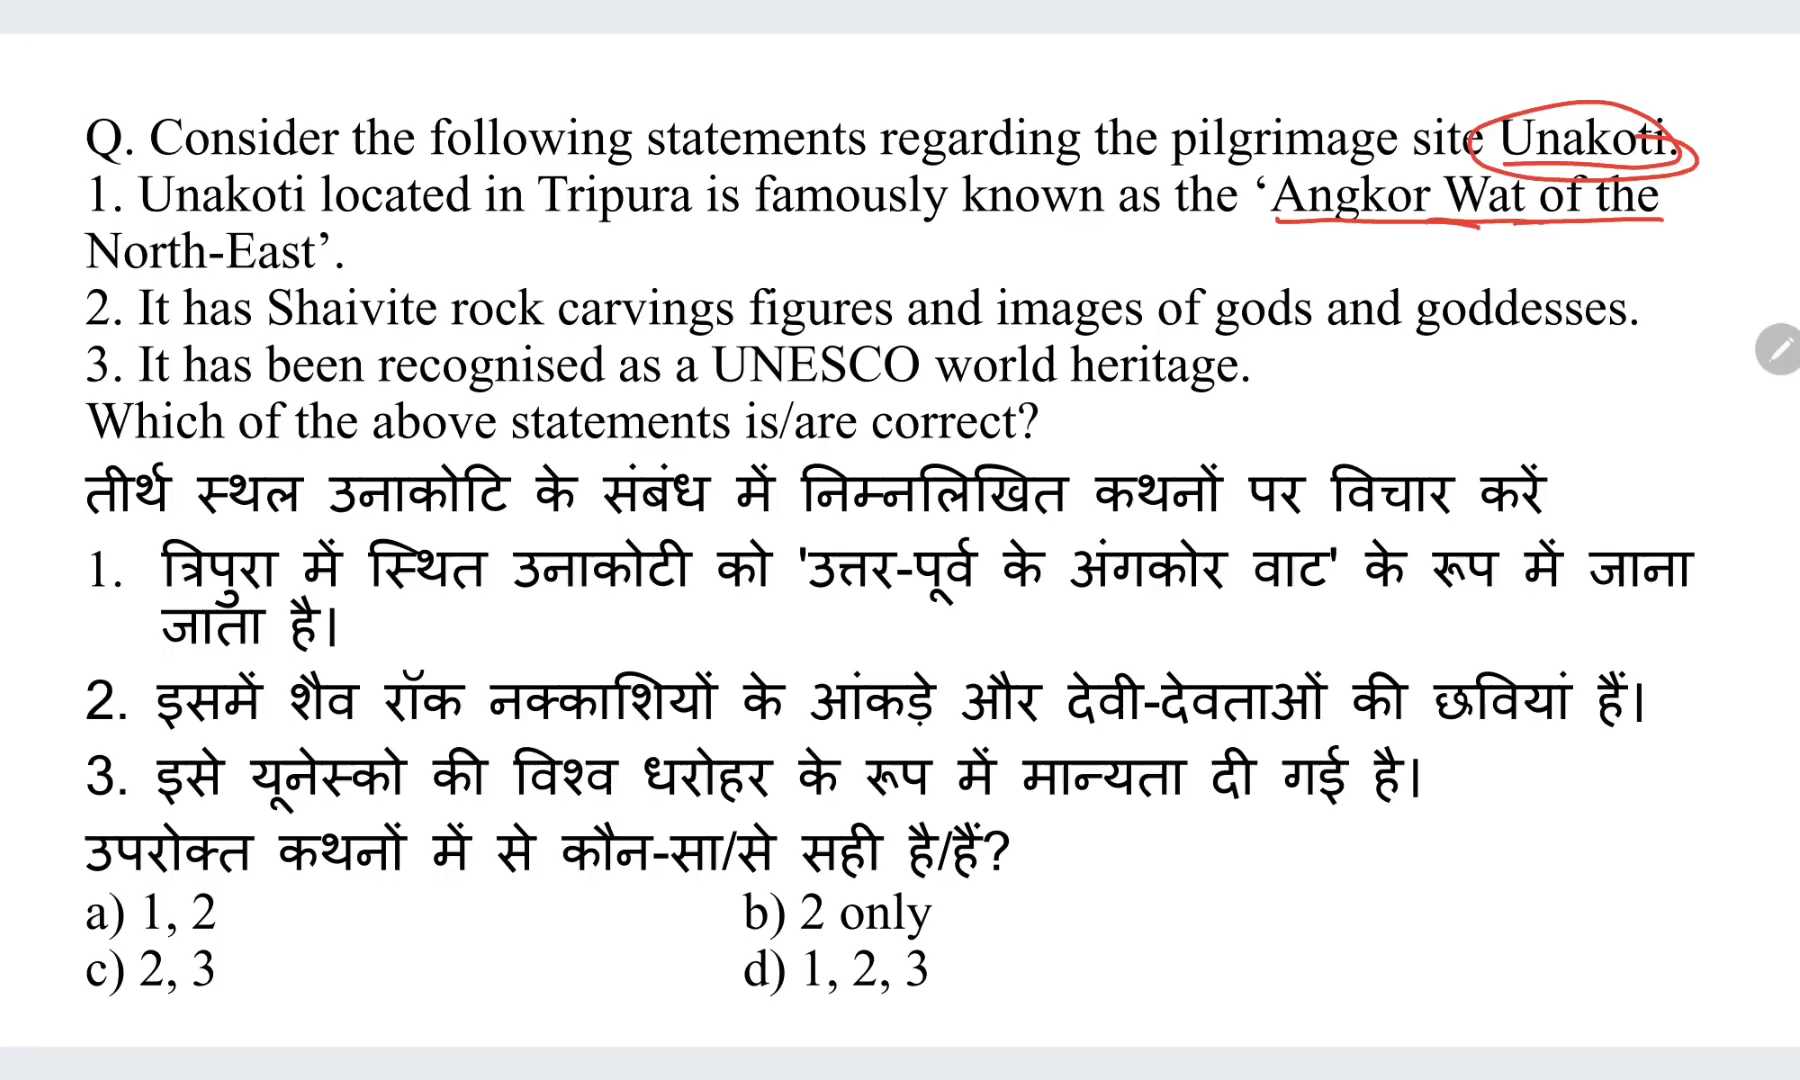 Q. Consider the following statements regarding the pilgrimage site Unakoti.
1. Unakoti located in Tripura is famously known as the ‘Angkor Wat of the
North-East’.
2. It has Shaivite rock carvings figures and images of gods and goddesses.
3. It has been recognised as a UNESCO world heritage.
Which of the above statements is/are correct?
तीर्थ स्थल उनाकोटि के संबंध में निम्नलिखित कथनों पर विचार करें
1. त्रिपुरा में स्थित उनाकोटी को 'उत्तर-पूर्व के अंगकोर वाट' के रूप में जाना
जाता है।
2. इसमें शैव रॉक नक्काशियों के आंकड़े और देवी-देवताओं की छवियां हैं।
3. इसे यूनेस्को की विश्व धरोहर के रूप में मान्यता दी गई है।
उपरोक्त कथनों में से कौन-सा/से सही है/हैं?
a) 1, 2 b) 2 only
c) 2, 3 d) 1, 2, 3